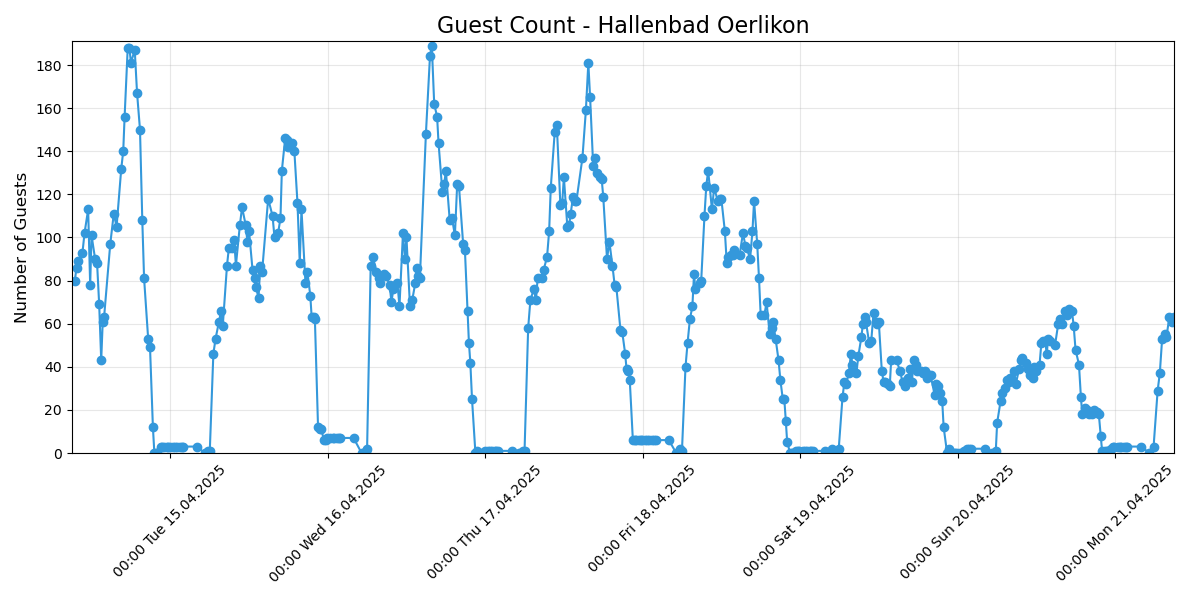 Guest Count - Hallenbad Oerlikon
Number of Guests
180
160
140
120
100
80
60
40
20
0
00:00 Tue 15.04.2025
00:00 Wed 16.04.2025
00:00 Thu 17.04.2025
00:00 Fri 18.04.2025
00:00 Sat 19.04.2025
00:00 Sun 20.04.2025
00:00 Mon 21.04.2025